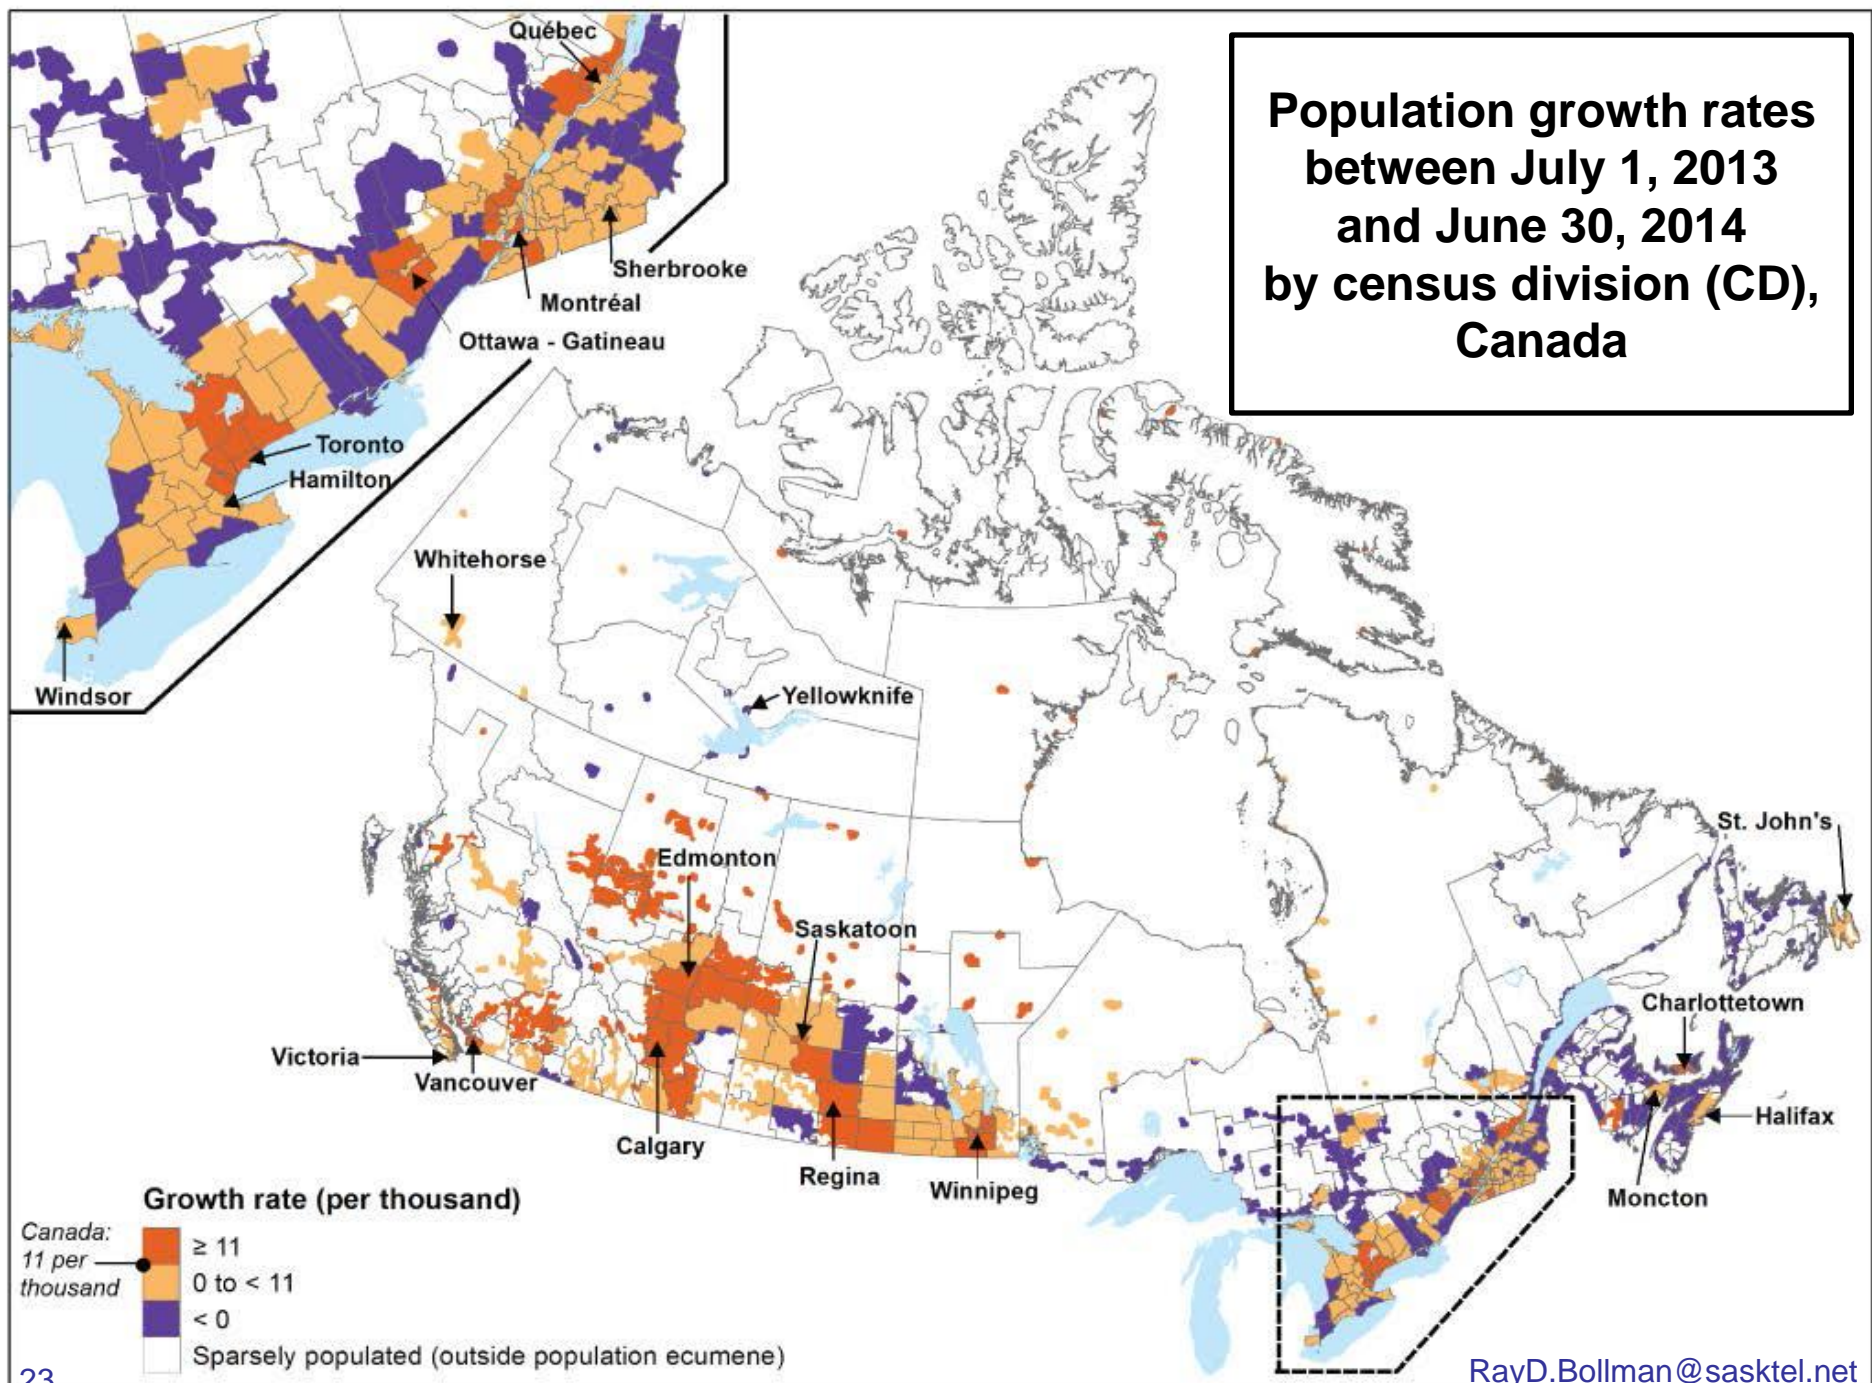 Québec
Population growth rates
between July 1, 2013
and June 30, 2014
by census division (CD),
Canada
Sherbrooke
Montréal
Ottawa - Gatineau
Toronto
Hamilton
Windsor
Whitehorse
Yellowknife
Edmonton
Saskatoon
St. John's
Charlottetown
Victoria
Vancouver
Calgary
Regina
Winnipeg
Halifax
Moncton
Growth rate (per thousand)
Canada:
11 per
thousand
≥ 11
0 to < 11
< 0
Sparsely populated (outside population ecumene)
23
RayD.Bollman@sasktel.net